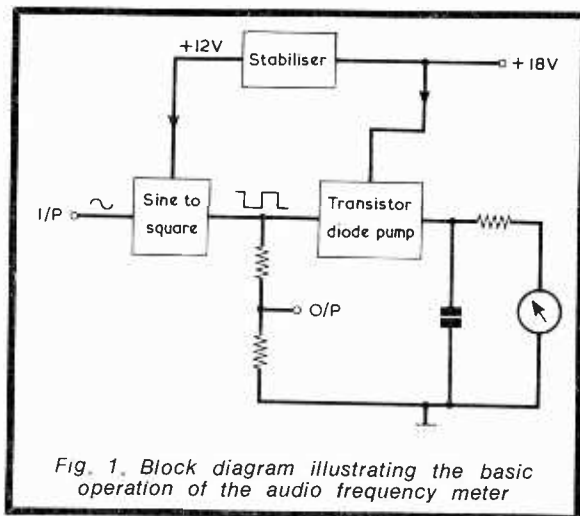 +12V
Stabiliser
+18V
I/P
Sine to
square
Transistor
diode pump
O/P
Fig. 1. Block diagram illustrating the basic
operation of the audio frequency meter